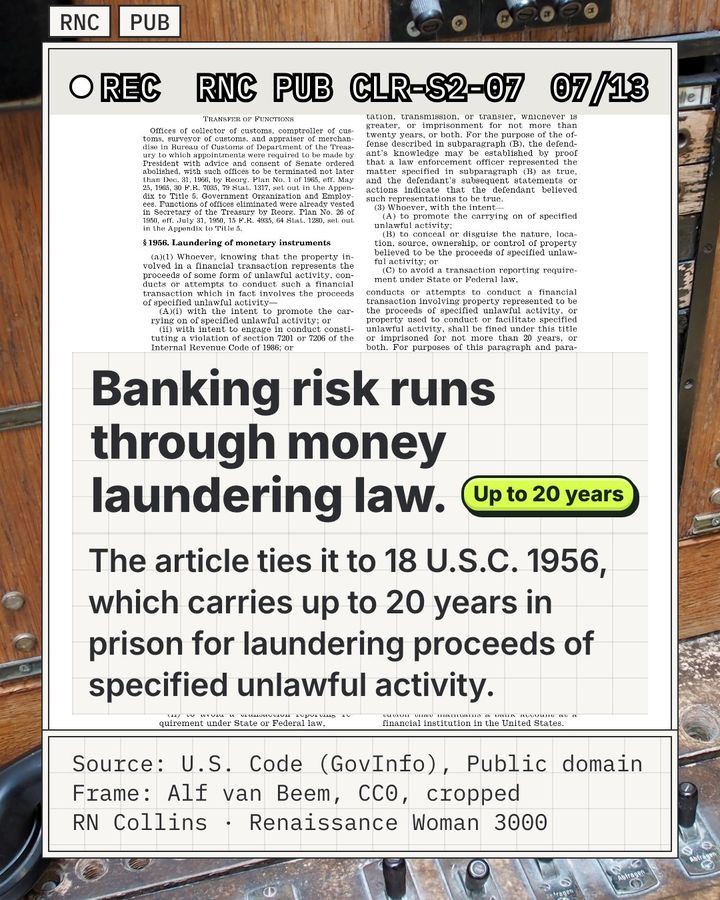 RNC PUB
REC RNC PUB CLR-S2-07 07/13
TRANSFER OF FUNCTIONS
Offices of collector of customs, comptroller of cus-
toms, surveyor of customs, and appraiser of merchan-
dise in Bureau of Customs of Department of the Treas-
ury to which appointments were required to be made by
President with advice and consent of Senate ordered
abolished, with such offices to be terminated not later
than Dec. 31, 1966, by Reorg. Plan No. 1 of 1965, eff. May
25, 1965, 30 F.R. 7035, 79 Stat. 1317, set out in the Appen-
dix to Title 5, Government Organization and Employ-
ees. Functions of offices eliminated were already vested
in Secretary of the Treasury by Reorg. Plan No. 26 of
1950, eff. July 31, 1950, 15 F.R. 4935, 64 Stat. 1280, set out
in the Appendix to Title 5.
§ 1956. Laundering of monetary instruments
(a)(1) Whoever, knowing that the property in-
volved in a financial transaction represents the
proceeds of some form of unlawful activity, con-
ducts or attempts to conduct such a financial
transaction which in fact involves the proceeds
of specified unlawful activity—
(A)(i) with the intent to promote the car-
rying on of specified unlawful activity; or
(ii) with intent to engage in conduct consti-
tuting a violation of section 7201 or 7206 of the
Internal Revenue Code of 1986; or
tation, transmission, or transfer, whichever is
greater, or imprisonment for not more than
twenty years, or both. For the purpose of the of-
fense described in subparagraph (B), the defend-
ant's knowledge may be established by proof
that a law enforcement officer represented the
matter specified in subparagraph (B) as true,
and the defendant's subsequent statements or
actions indicate that the defendant believed
such representations to be true.
(3) Whoever, with the intent—
(A) to promote the carrying on of specified
unlawful activity;
(B) to conceal or disguise the nature, loca-
tion, source, ownership, or control of property
believed to be the proceeds of specified unlaw-
ful activity; or
(C) to avoid a transaction reporting require-
ment under State or Federal law,
conducts or attempts to conduct a financial
transaction involving property represented to be
the proceeds of specified unlawful activity, or
property used to conduct or facilitate specified
unlawful activity, shall be fined under this title
or imprisoned for not more than 20 years, or
both. For purposes of this paragraph and para-
Banking risk runs
through money
laundering law. Up to 20 years
The article ties it to 18 U.S.C. 1956,
which carries up to 20 years in
prison for laundering proceeds of
specified unlawful activity.
(ii) to avoid a transaction reporting re-
quirement under State or Federal law,
tution that maintains a bank account at a
financial institution in the United States.
Source: U.S. Code (GovInfo), Public domain
Frame: Alf van Beem, CC0, cropped
RN Collins · Renaissance Woman 3000
Abfragen